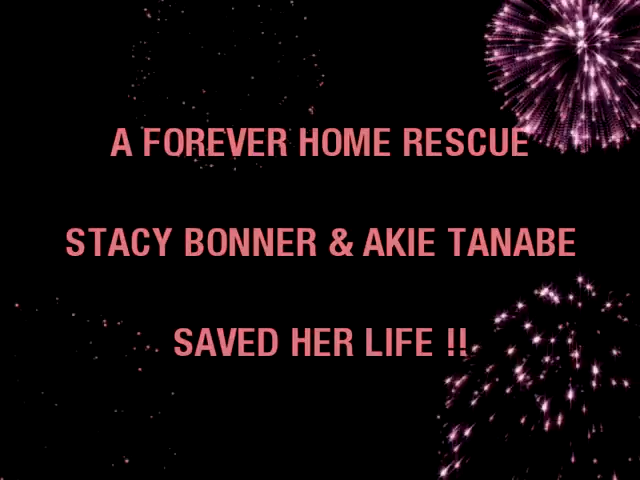 A FOREVER HOME RESCUE
STACY BONNER & AKIE TANABE
SAVED HER LIFE !!